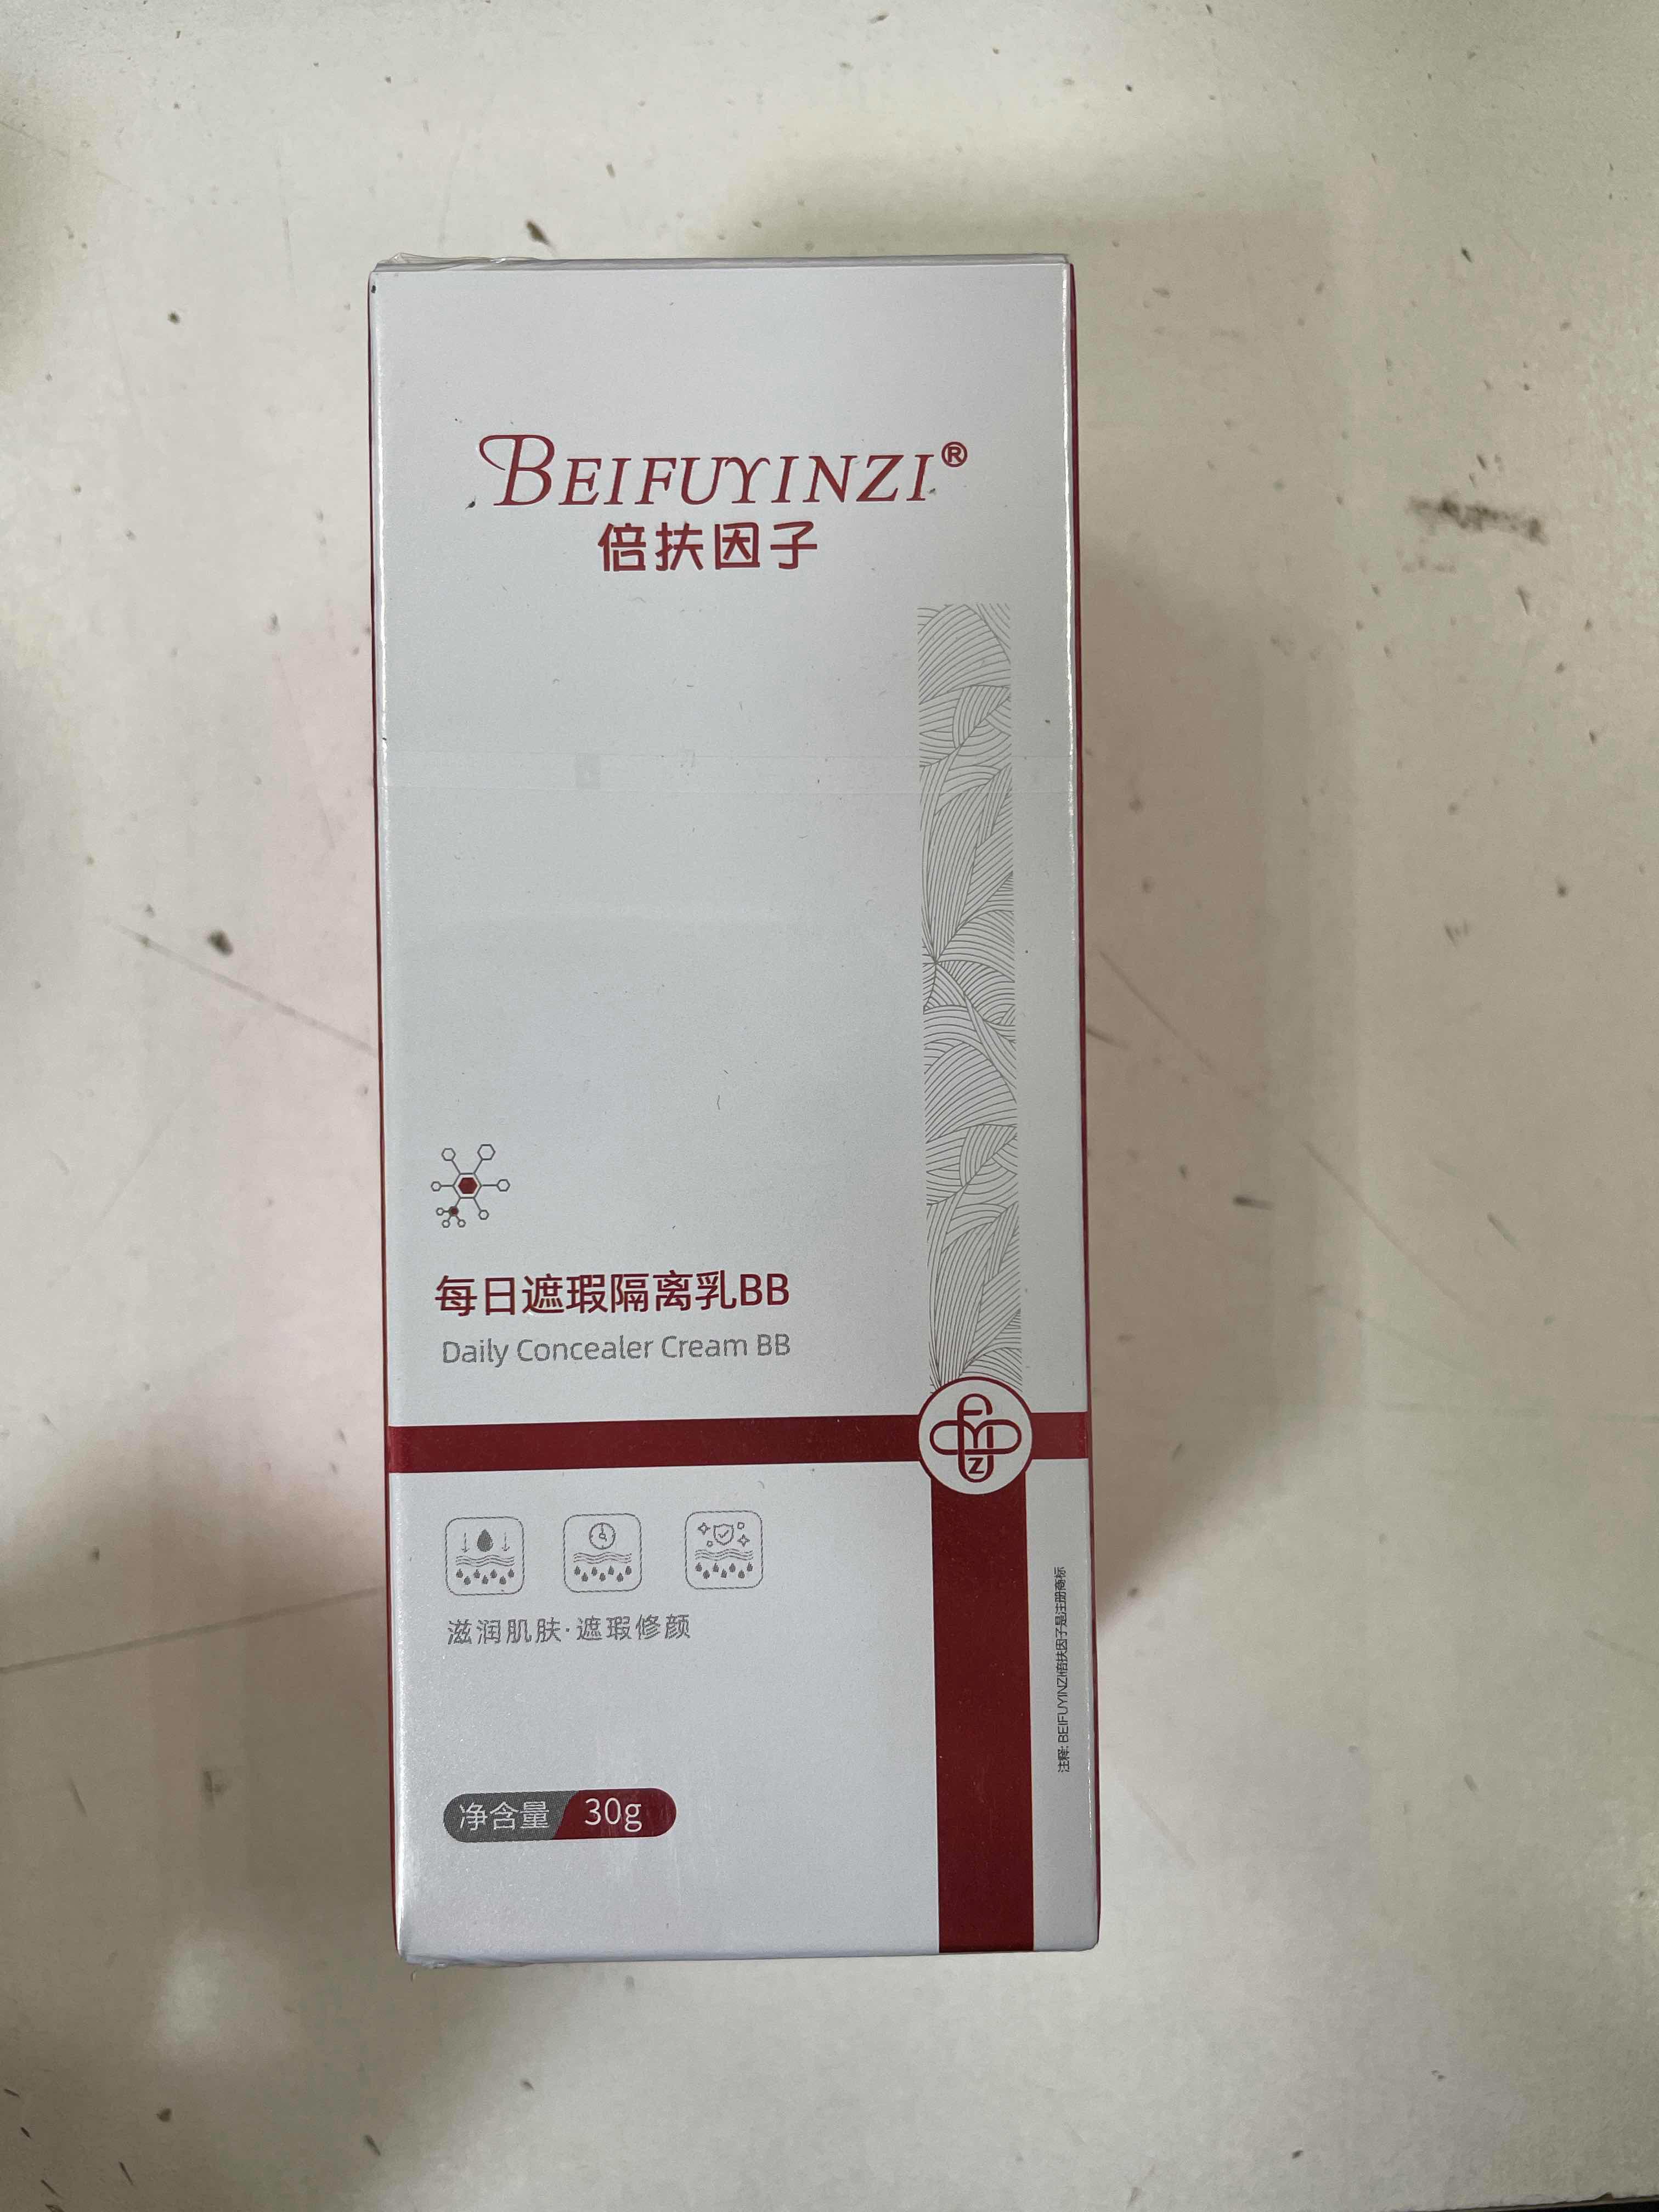 BEIFUYINZI®
倍扶因子
每日遮瑕隔离乳BB
Daily Concealer Cream BB
滋润肌肤·遮瑕修颜
净含量 30g
注释: BEIFUYINZI倍扶因子是注册商标